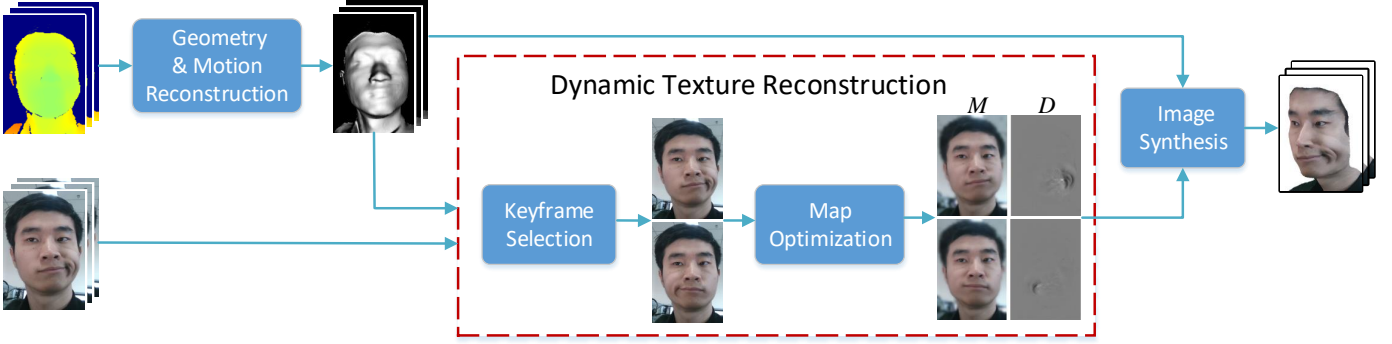 Geometry
& Motion
Reconstruction
Dynamic Texture Reconstruction
M
D
Keyframe
Selection
Map
Optimization
Image
Synthesis